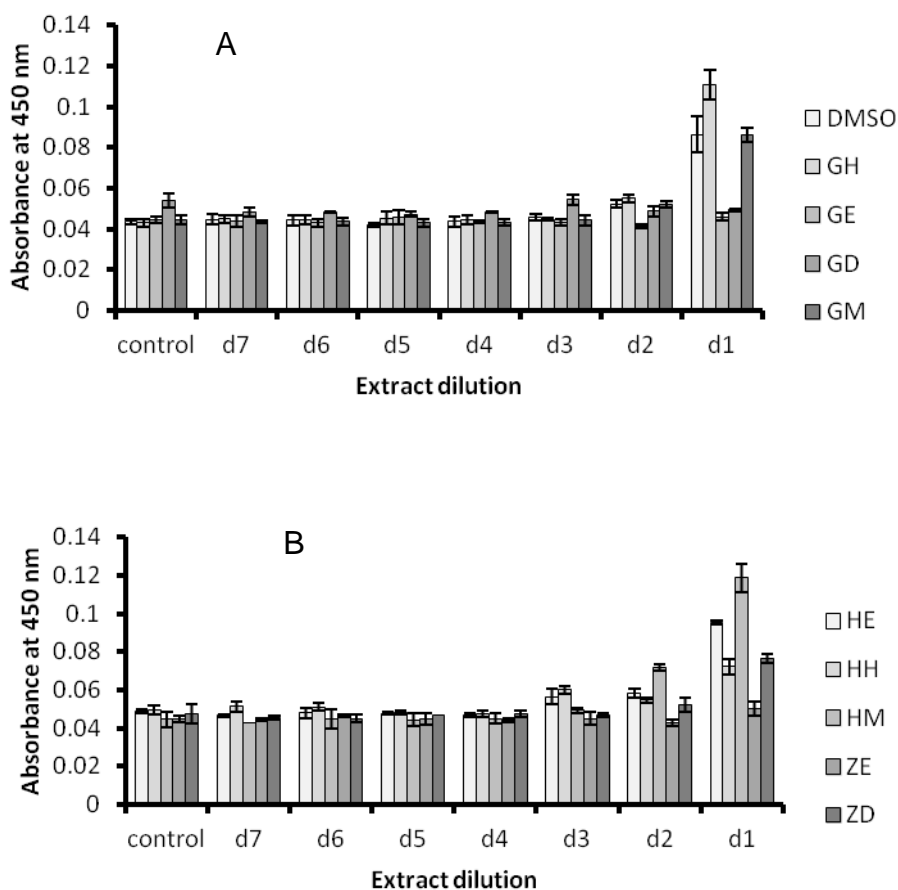 A
0.14
0.12
0.1
0.08
0.06
0.04
0.02
0
Absorbance at 450 nm
control d7 d6 d5 d4 d3 d2 d1
Extract dilution
DMSO
GH
GE
GD
GM
B
0.14
0.12
0.1
0.08
0.06
0.04
0.02
0
Absorbance at 450 nm
control d7 d6 d5 d4 d3 d2 d1
Extract dilution
HE
HH
HM
ZE
ZD